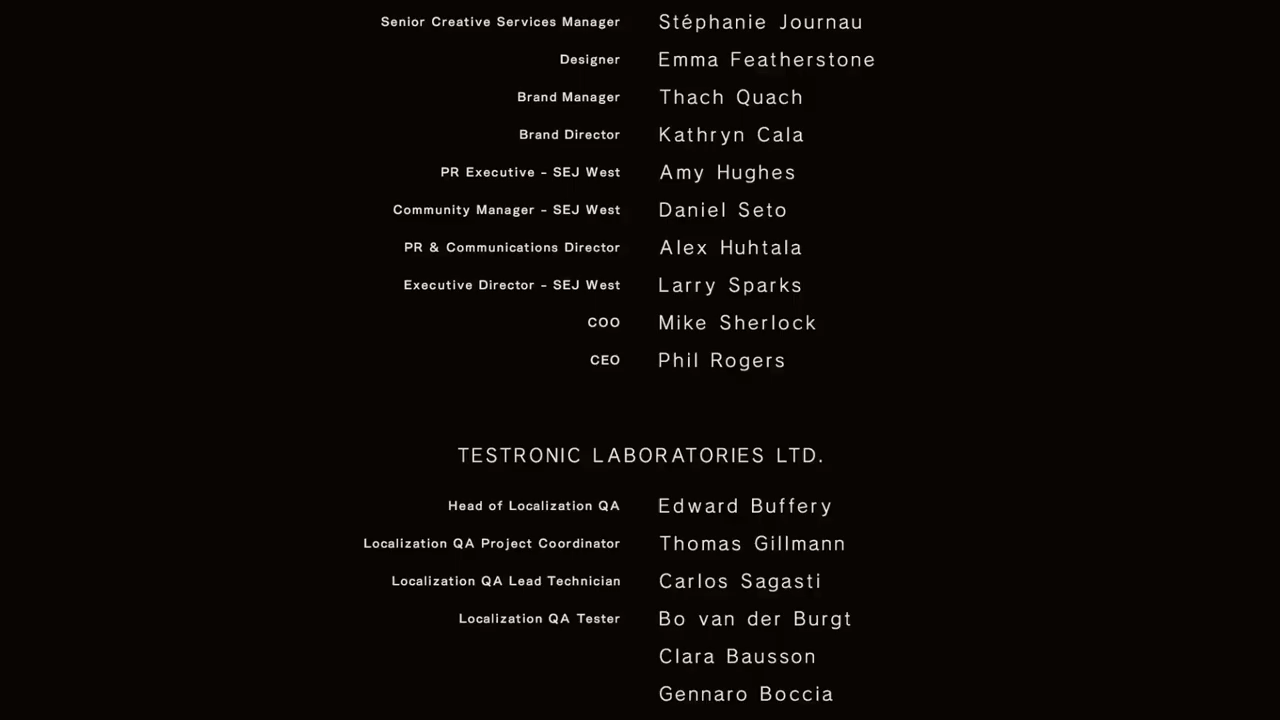 Senior Creative Services Manager Stéphanie Journau
Designer Emma Featherstone
Brand Manager Thach Quach
Brand Director Kathryn Cala
PR Executive - SEJ West Amy Hughes
Community Manager - SEJ West Daniel Seto
PR & Communications Director Alex Huhtala
Executive Director - SEJ West Larry Sparks
COO Mike Sherlock
CEO Phil Rogers
TESTRONIC LABORATORIES LTD.
Head of Localization QA Edward Buffery
Localization QA Project Coordinator Thomas Gillmann
Localization QA Lead Technician Carlos Sagasti
Localization QA Tester Bo van der Burgt
Clara Bausson
Gennaro Boccia